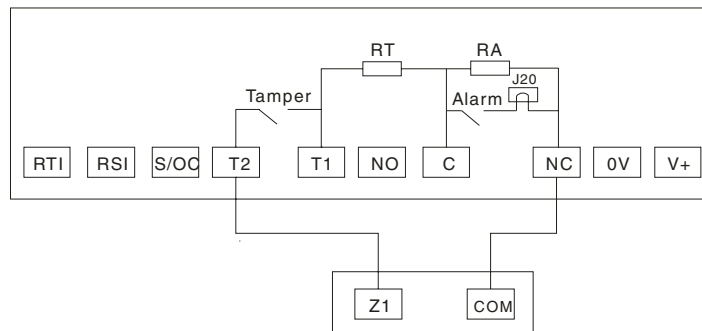 RT
RA
J20
Tamper
Alarm
RTI
RSI
S/OC
T2
T1
NO
C
NC
0V
V+
Z1
COM